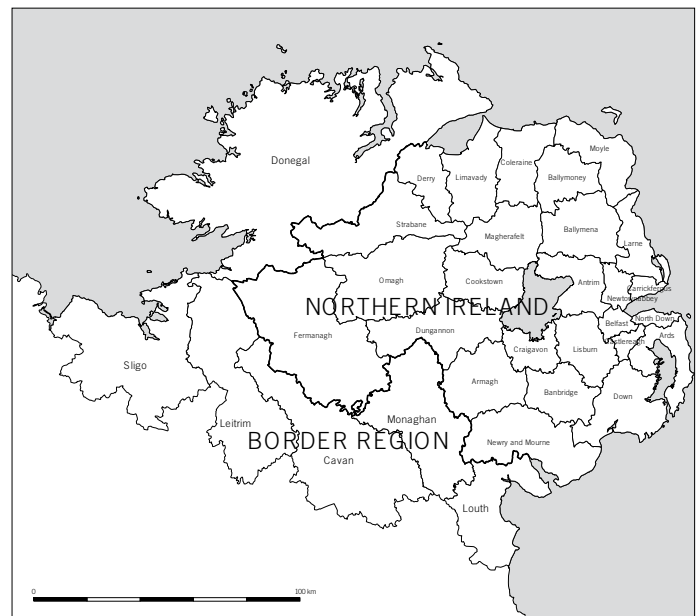 Donegal
Derry
Limavady
Coleraine
Moyle
Ballymoney
Strabane
Magherafelt
Ballymena
Larne
Omagh
Cookstown
Antrim
Carrickfergus
Newtownabbey
NORTHERN IRELAND
Belfast
North Down
Fermanagh
Dungannon
Craigavon
Lisburn
Castlereagh
Ards
Sligo
Armagh
Banbridge
Down
Leitrim
Monaghan
BORDER REGION
Newry and Mourne
Cavan
Louth
0
100 km